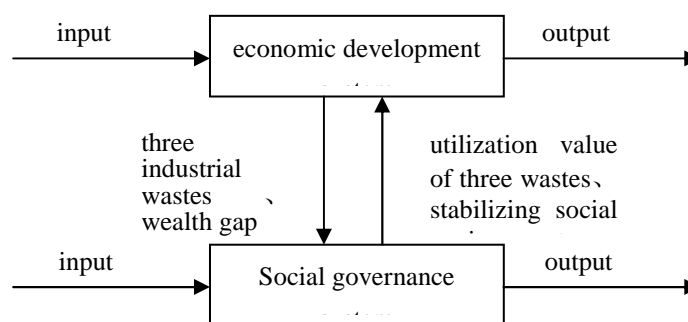 input
economic development
output
three
industrial
wastes 、
wealth gap
utilization value
of three wastes、
stabilizing social
input
Social governance
output